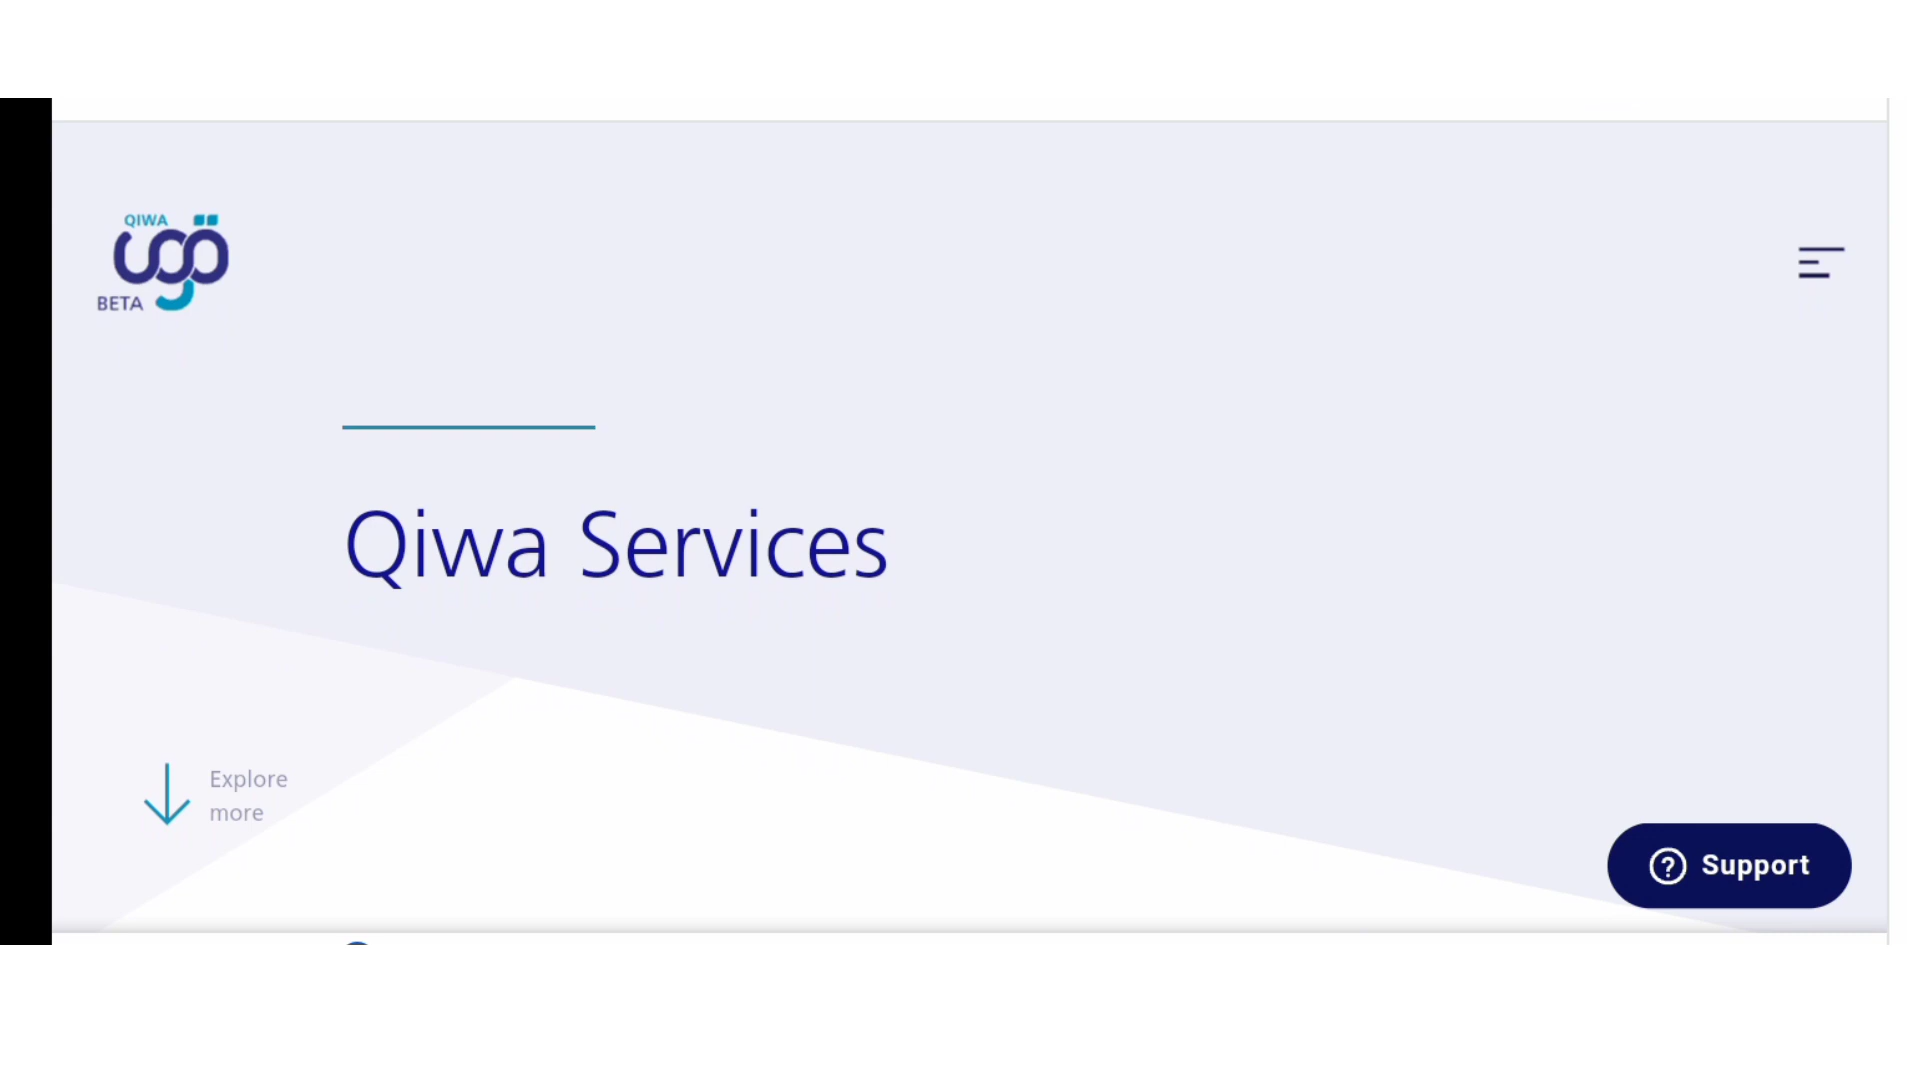 QIWA
قوى
BETA
Qiwa Services
Explore
more
Support